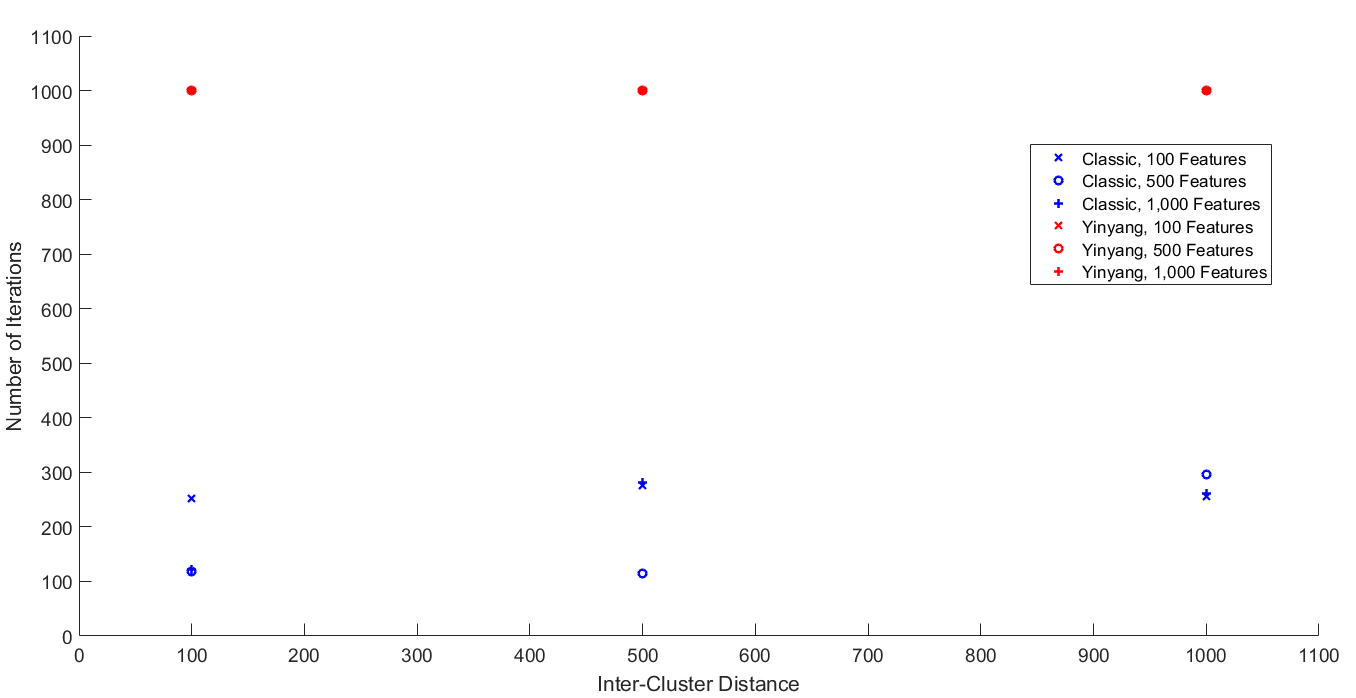 1100
1000
900
800
700
600
500
400
300
200
100
0
Number of Iterions
Classic, 100 Features
Classic, 500 Features
Classic, 1,000 Features
Yinyang, 100 Features
Yinyang, 500 Features
Yinyang, 1,000 Features
0 100 200 300 400 500 600 700 800 900 1000 1100
Inter-Cluster Distance